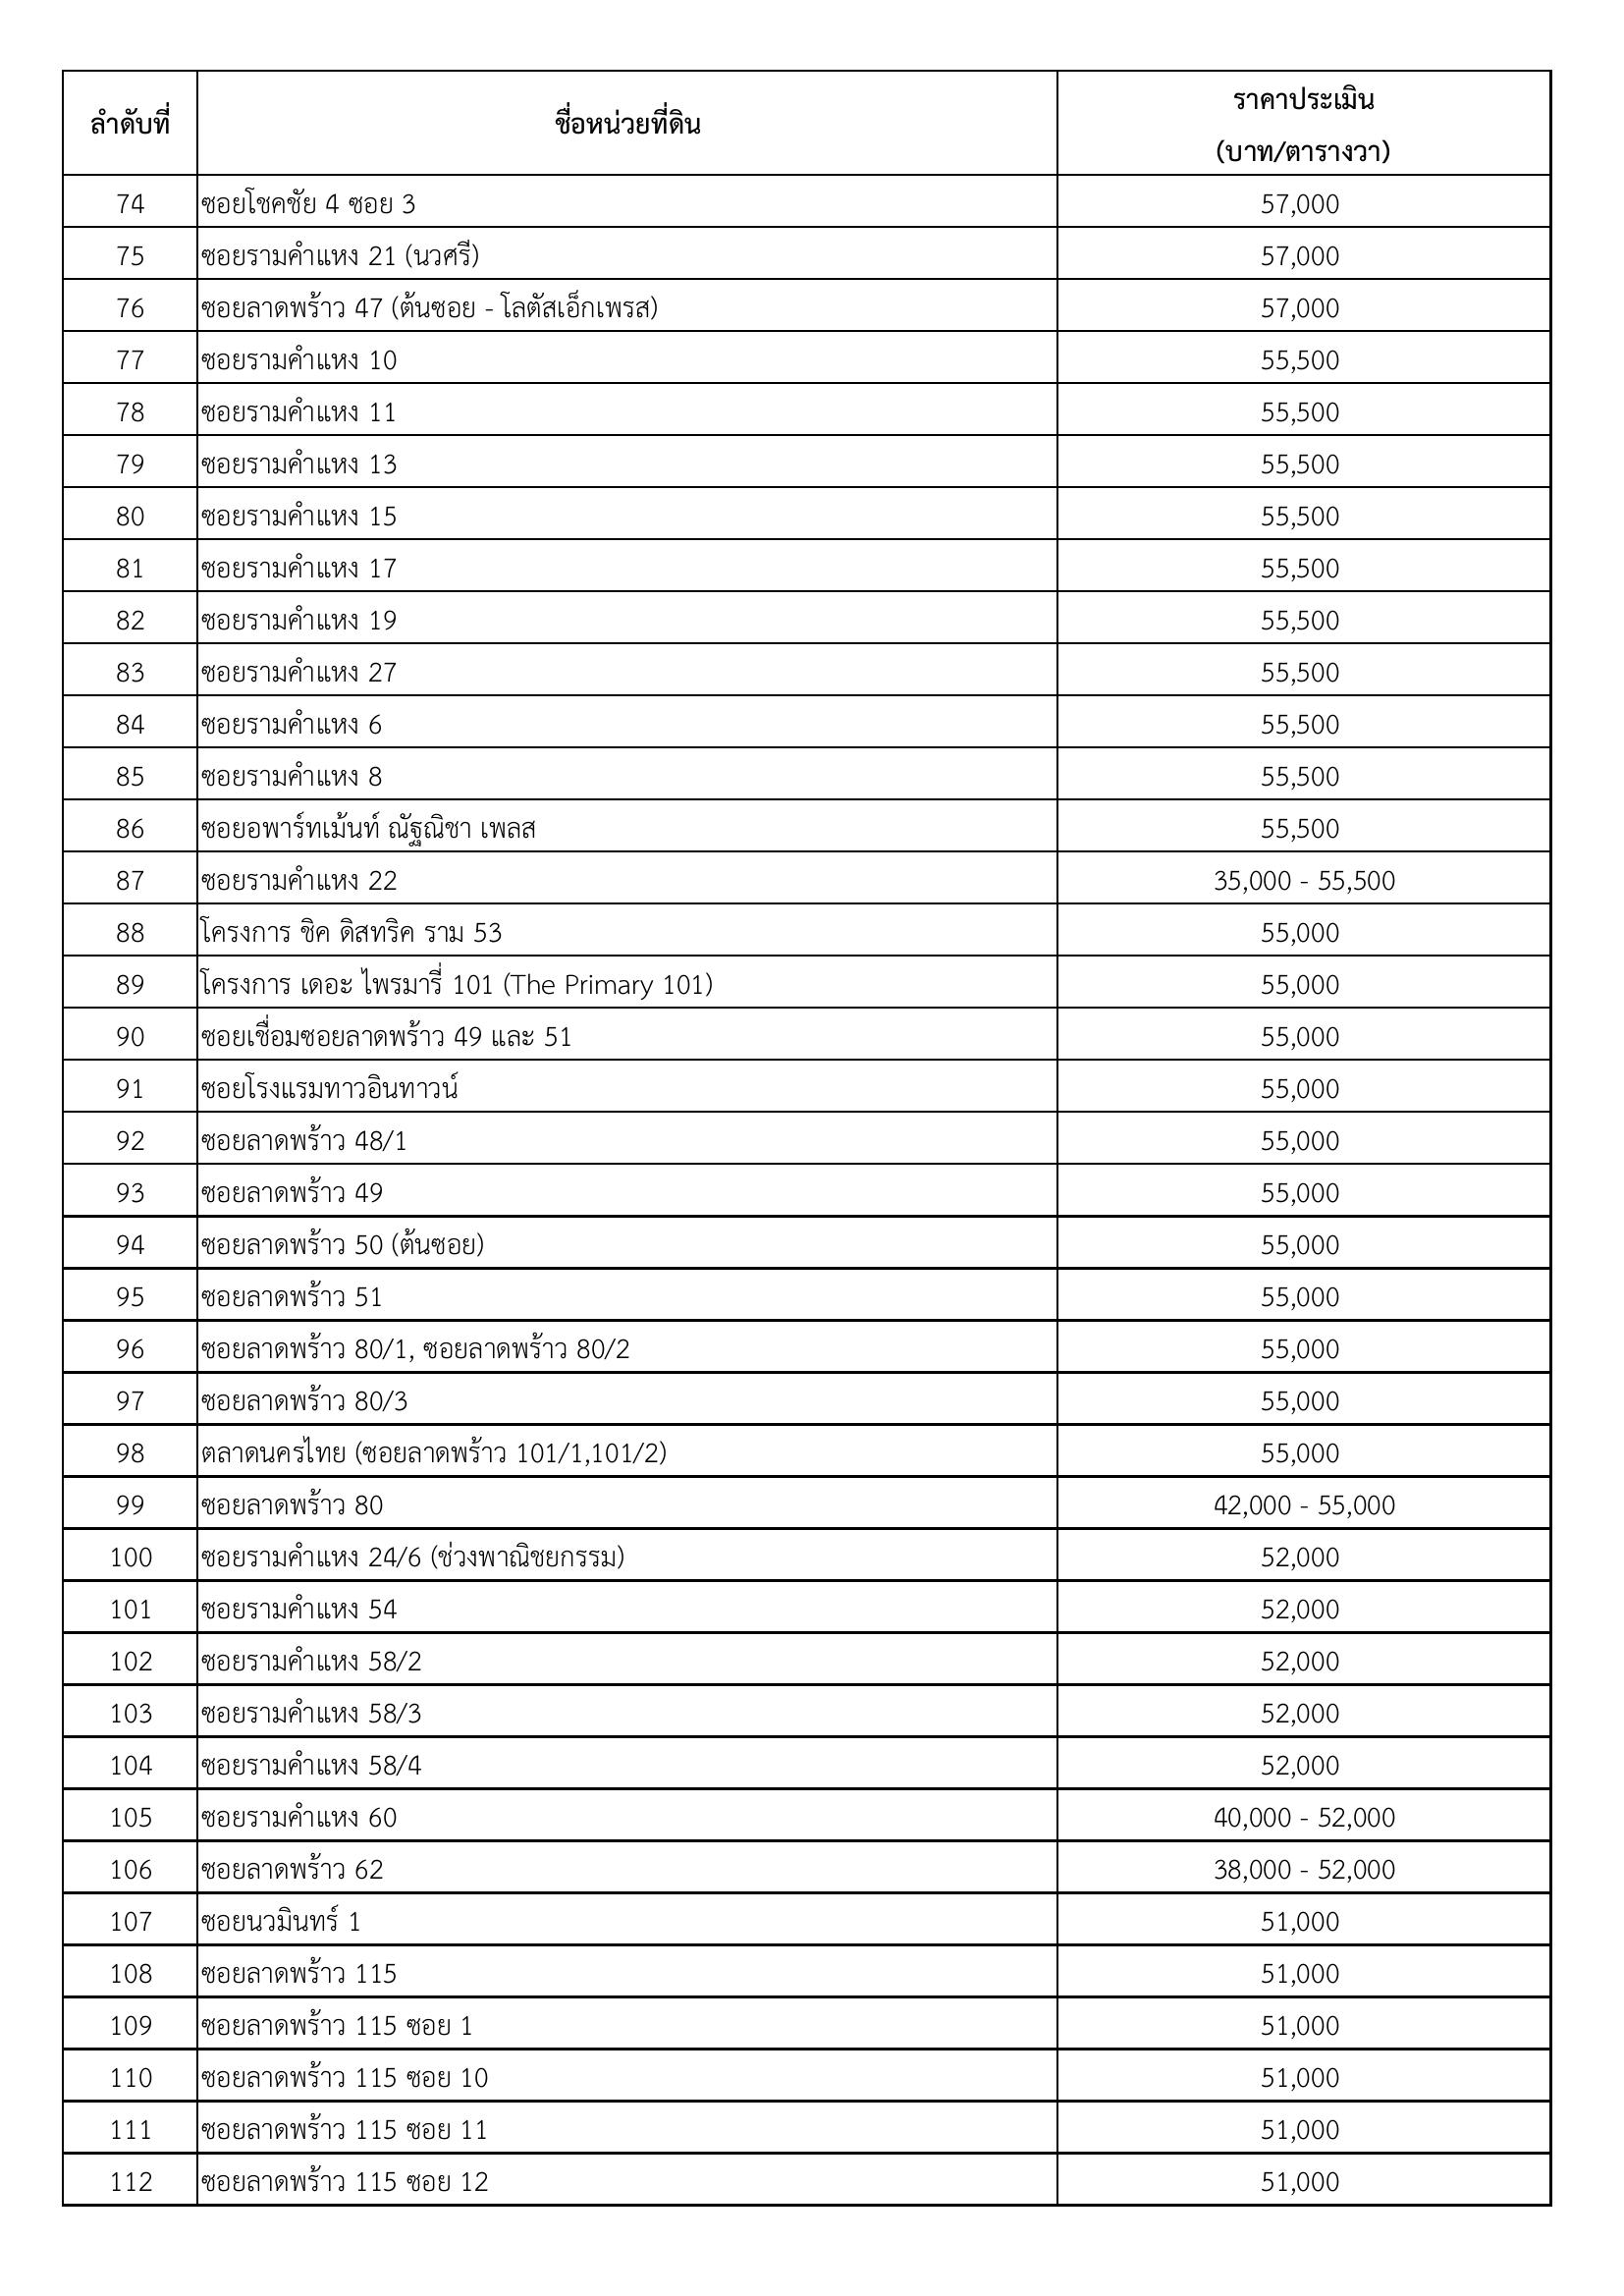 ลำดับที่ ชื่อหน่วยที่ดิน ราคาประเมิน
(บาท/ตารางวา)
74 ซอยโชคชัย 4 ซอย 3 57,000
75 ซอยรามคำแหง 21 (นวศรี) 57,000
76 ซอยลาดพร้าว 47 (ต้นซอย - โลตัสเอ็กเพรส) 57,000
77 ซอยรามคำแหง 10 55,500
78 ซอยรามคำแหง 11 55,500
79 ซอยรามคำแหง 13 55,500
80 ซอยรามคำแหง 15 55,500
81 ซอยรามคำแหง 17 55,500
82 ซอยรามคำแหง 19 55,500
83 ซอยรามคำแหง 27 55,500
84 ซอยรามคำแหง 6 55,500
85 ซอยรามคำแหง 8 55,500
86 ซอยอพาร์ทเม้นท์ ณัฐณิชา เพลส 55,500
87 ซอยรามคำแหง 22 35,000 - 55,500
88 โครงการ ชิค ดิสทริค ราม 53 55,000
89 โครงการ เดอะ ไพรมารี่ 101 (The Primary 101) 55,000
90 ซอยเชื่อมซอยลาดพร้าว 49 และ 51 55,000
91 ซอยโรงแรมทาวอินทาวน์ 55,000
92 ซอยลาดพร้าว 48/1 55,000
93 ซอยลาดพร้าว 49 55,000
94 ซอยลาดพร้าว 50 (ต้นซอย) 55,000
95 ซอยลาดพร้าว 51 55,000
96 ซอยลาดพร้าว 80/1, ซอยลาดพร้าว 80/2 55,000
97 ซอยลาดพร้าว 80/3 55,000
98 ตลาดนครไทย (ซอยลาดพร้าว 101/1,101/2) 55,000
99 ซอยลาดพร้าว 80 42,000 - 55,000
100 ซอยรามคำแหง 24/6 (ช่วงพาณิชยกรรม) 52,000
101 ซอยรามคำแหง 54 52,000
102 ซอยรามคำแหง 58/2 52,000
103 ซอยรามคำแหง 58/3 52,000
104 ซอยรามคำแหง 58/4 52,000
105 ซอยรามคำแหง 60 40,000 - 52,000
106 ซอยลาดพร้าว 62 38,000 - 52,000
107 ซอยนวมินทร์ 1 51,000
108 ซอยลาดพร้าว 115 51,000
109 ซอยลาดพร้าว 115 ซอย 1 51,000
110 ซอยลาดพร้าว 115 ซอย 10 51,000
111 ซอยลาดพร้าว 115 ซอย 11 51,000
112 ซอยลาดพร้าว 115 ซอย 12 51,000